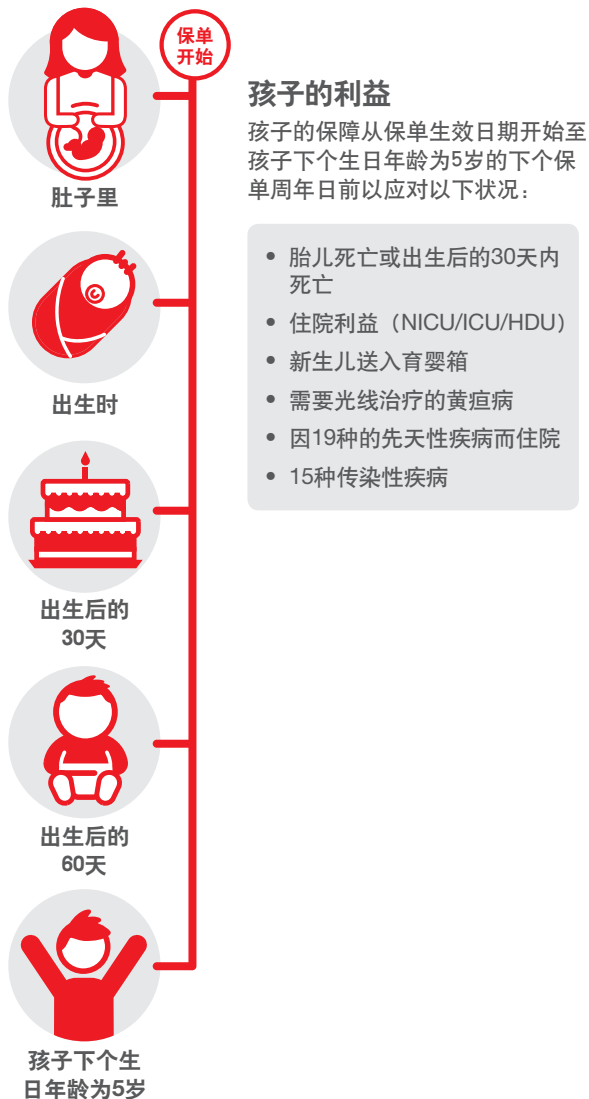 保单
开始
肚子里
出生时
出生后的
30天
出生后的
60天
孩子下个生
日年龄为5岁
孩子的利益
孩子的保障从保单生效日期开始至
孩子下个生日年龄为5岁的下个保
单周年日前以应对以下状况：
• 胎儿死亡或出生后的30天内
死亡
• 住院利益（NICU/ICU/HDU）
• 新生儿送入育婴箱
• 需要光线治疗的黄疸病
• 因19种的先天性疾病而住院
• 15种传染性疾病